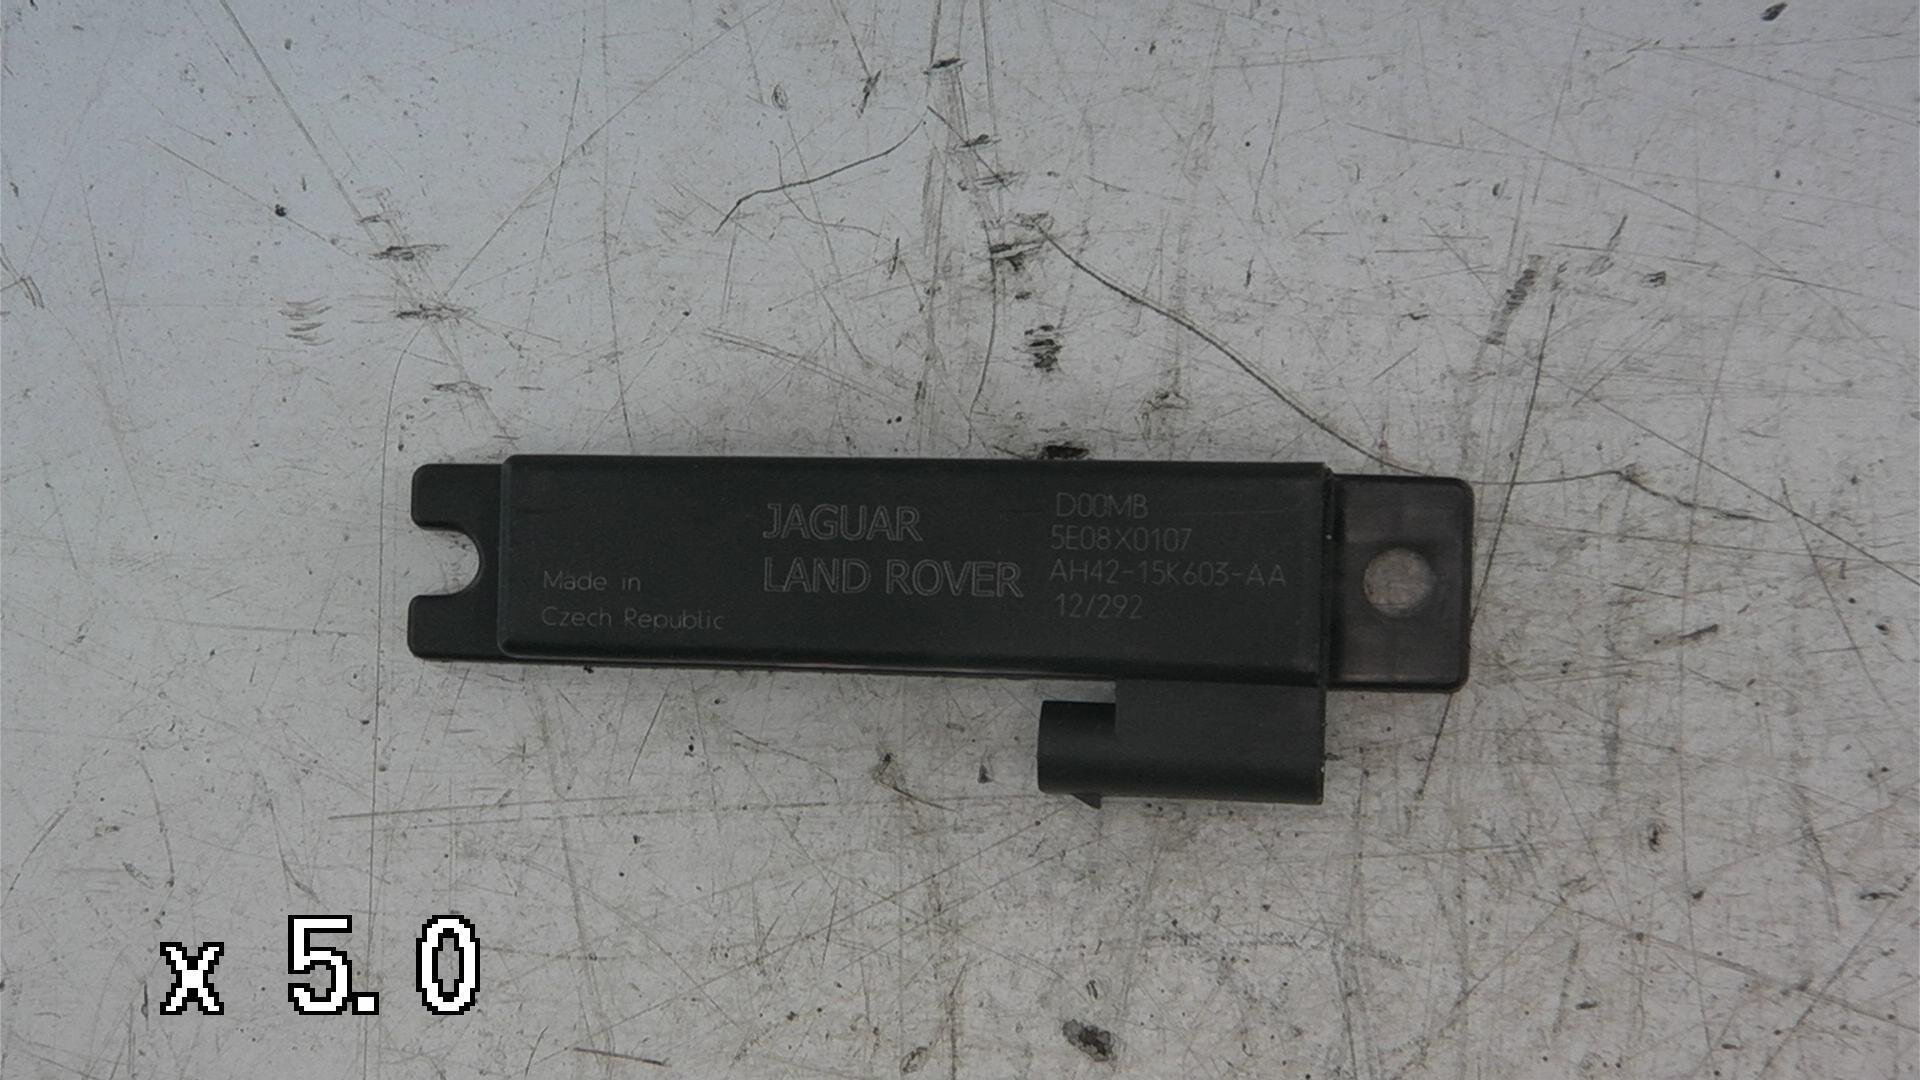 JAGUAR
LAND ROVER
Made in
Czech Republic
D00MB
5E08X0107
AH42-15K603-AA
12/292
x 5.0